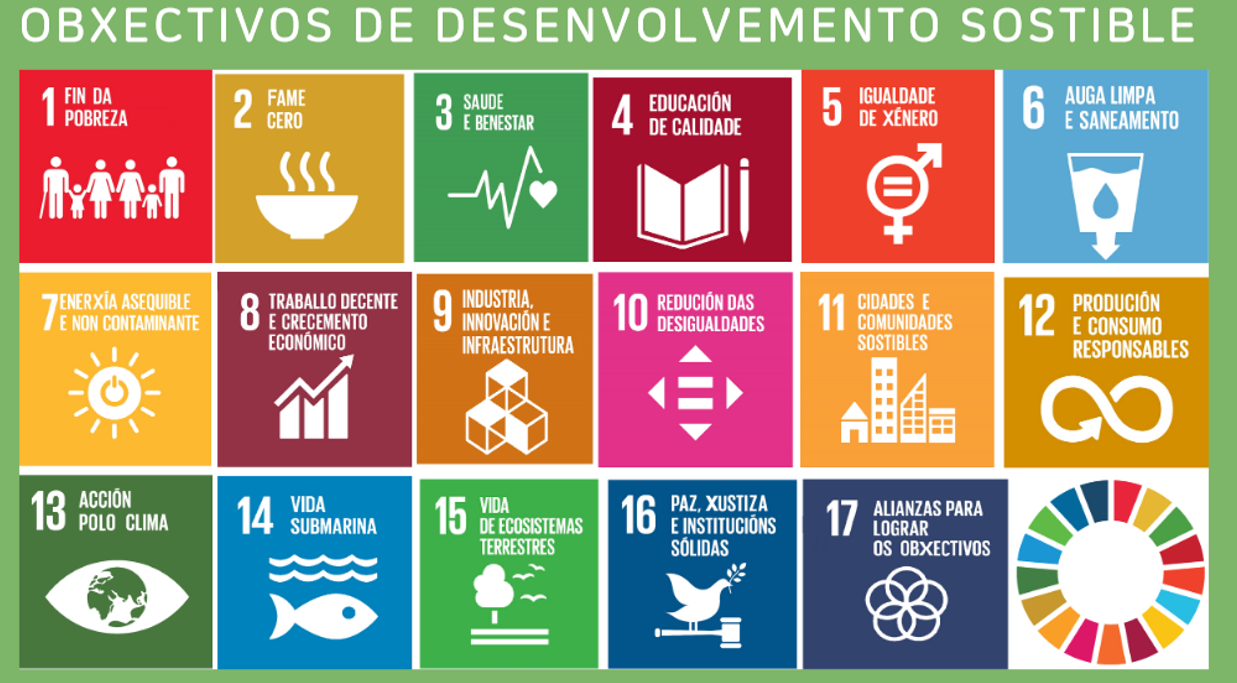 OBXECTIVOS DE DESENVOLVEMENTO SOSTIBLE
1 FIN DA
POBREZA
2 FAME
CERO
3 SAUDE
E BENESTAR
4 EDUCACIÓN
DE CALIDADE
5 IGUALDADE
DE XÉNERO
6 AUGA LIMPA
E SANEAMENTO
7 ENERXÍA ASEQUIBLE
E NON CONTAMINANTE
8 TRABALLO DECENTE
E CRECEMENTO
ECONÓMICO
9 INDUSTRIA,
INNOVACIÓN E
INFRAESTRUTURA
10 REDUCIÓN DAS
DESIGUALDADES
11 CIDADES E
COMUNIDADES
SOSTIBLES
12 PRODUCIÓN
E CONSUMO
RESPONSABLES
13 ACCIÓN
POLO CLIMA
14 VIDA
SUBMARINA
15 VIDA
DE ECOSISTEMAS
TERRESTRES
16 PAZ, XUSTIZA
E INSTITUCIÓNS
SÓLIDAS
17 ALIANZAS PARA
LOGRAR
OS OBXECTIVOS